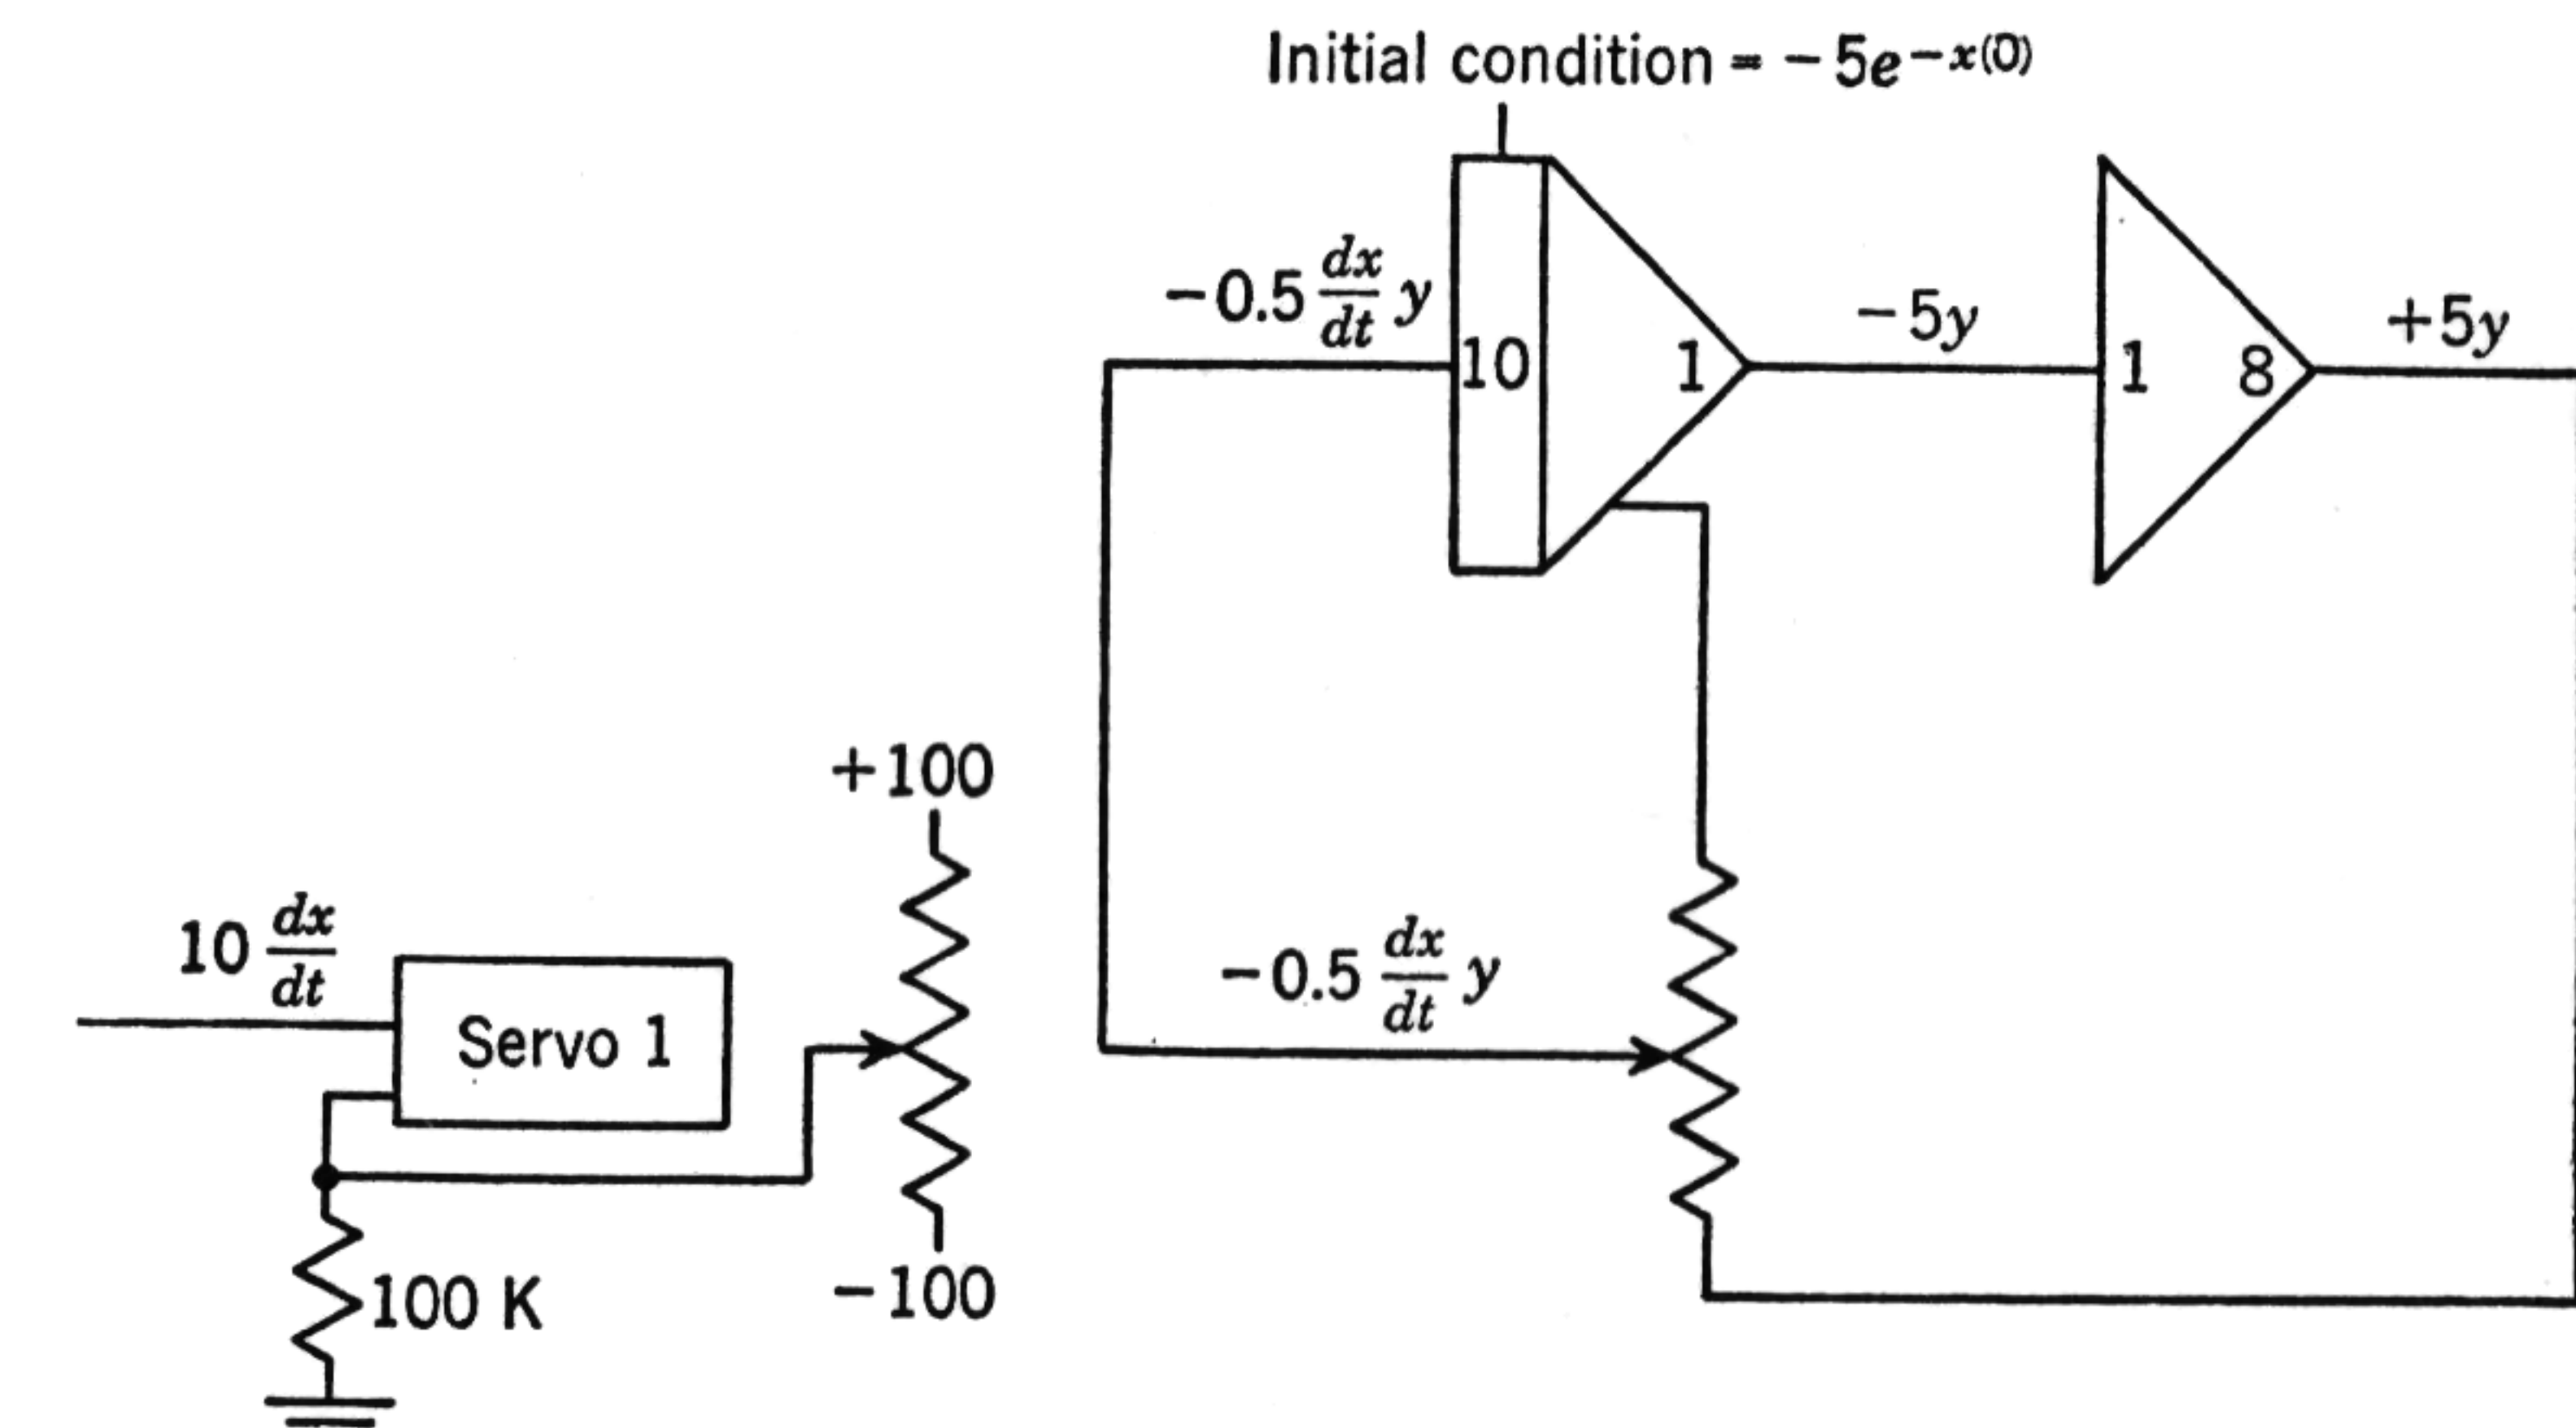 Initial condition = − 5e^−x(0)
−0.5 dx/dt y
10
1
−5y
1
8
+5y
+100
10 dx/dt
Servo 1
−0.5 dx/dt y
−100
100 K